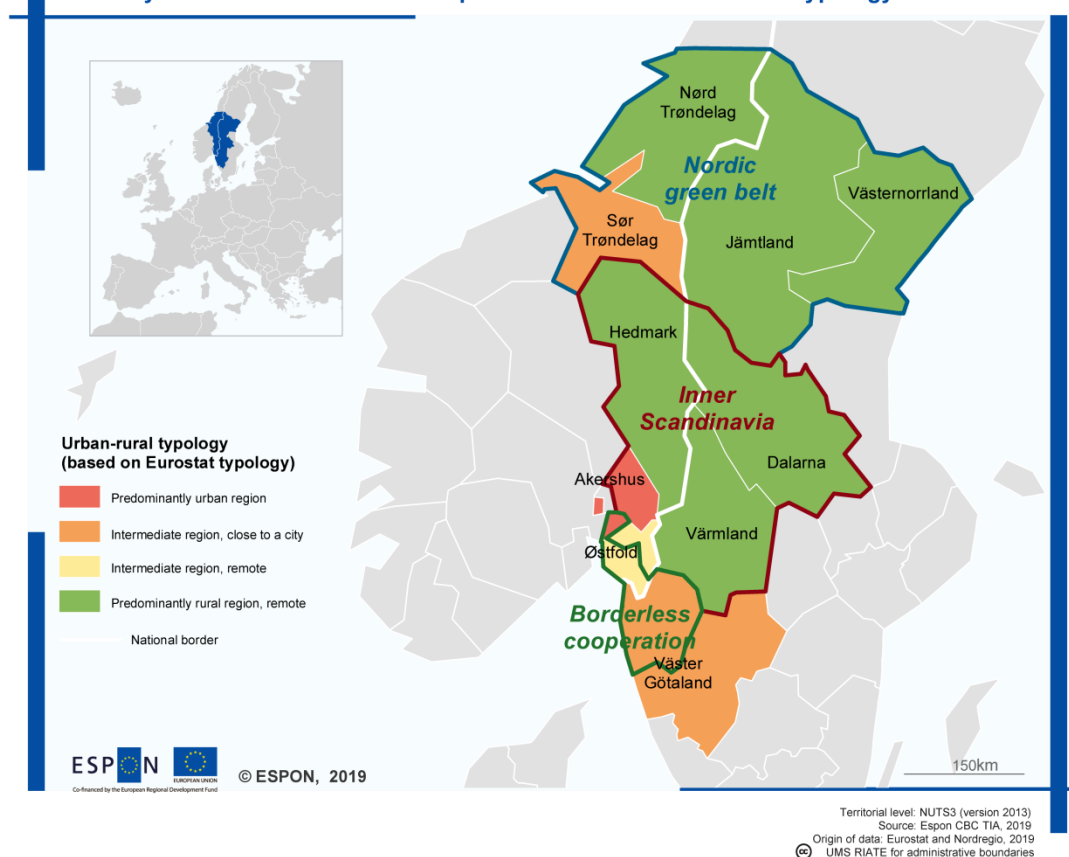 Nørd
Trøndelag
Nordic
green belt
Västernorrland
Sør
Trøndelag
Jämtland
Hedmark
Inner
Scandinavia
Dalarna
Akershus
Värmland
Østfold
Borderless
cooperation
Väster
Götaland
Urban-rural typology
(based on Eurostat typology)
Predominantly urban region
Intermediate region, close to a city
Intermediate region, remote
Predominantly rural region, remote
National border
ESPON
EUROPEAN UNION
Co-financed by the European Regional Development Fund
© ESPON, 2019
150km
Territorial level: NUTS3 (version 2013)
Source: Espon CBC TIA, 2019
Origin of data: Eurostat and Nordregio, 2019
cc UMS RIATE for administrative boundaries